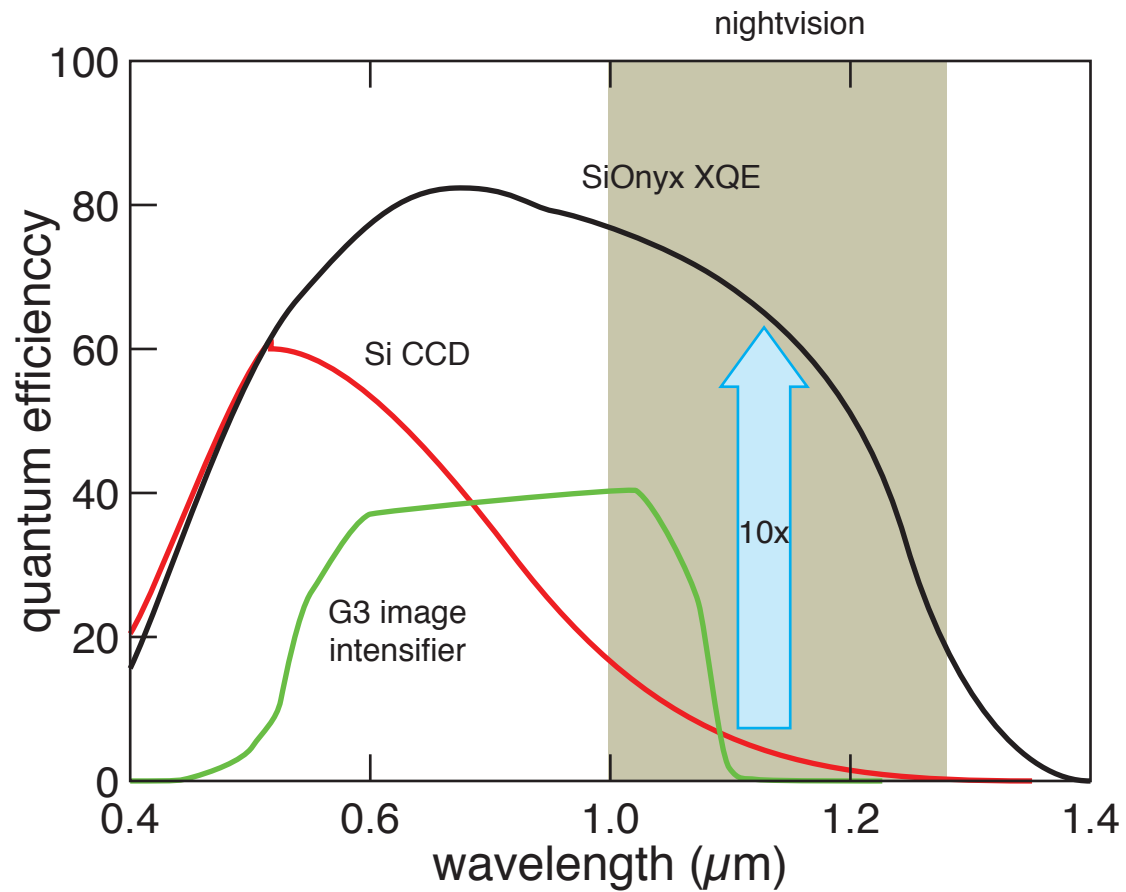 nightvision
100
80
60
40
20
0
quantum efficienccy
SiOnyx XQE
Si CCD
10x
G3 image
intensifier
0.4
0.6
1.0
1.2
1.4
wavelength (µm)